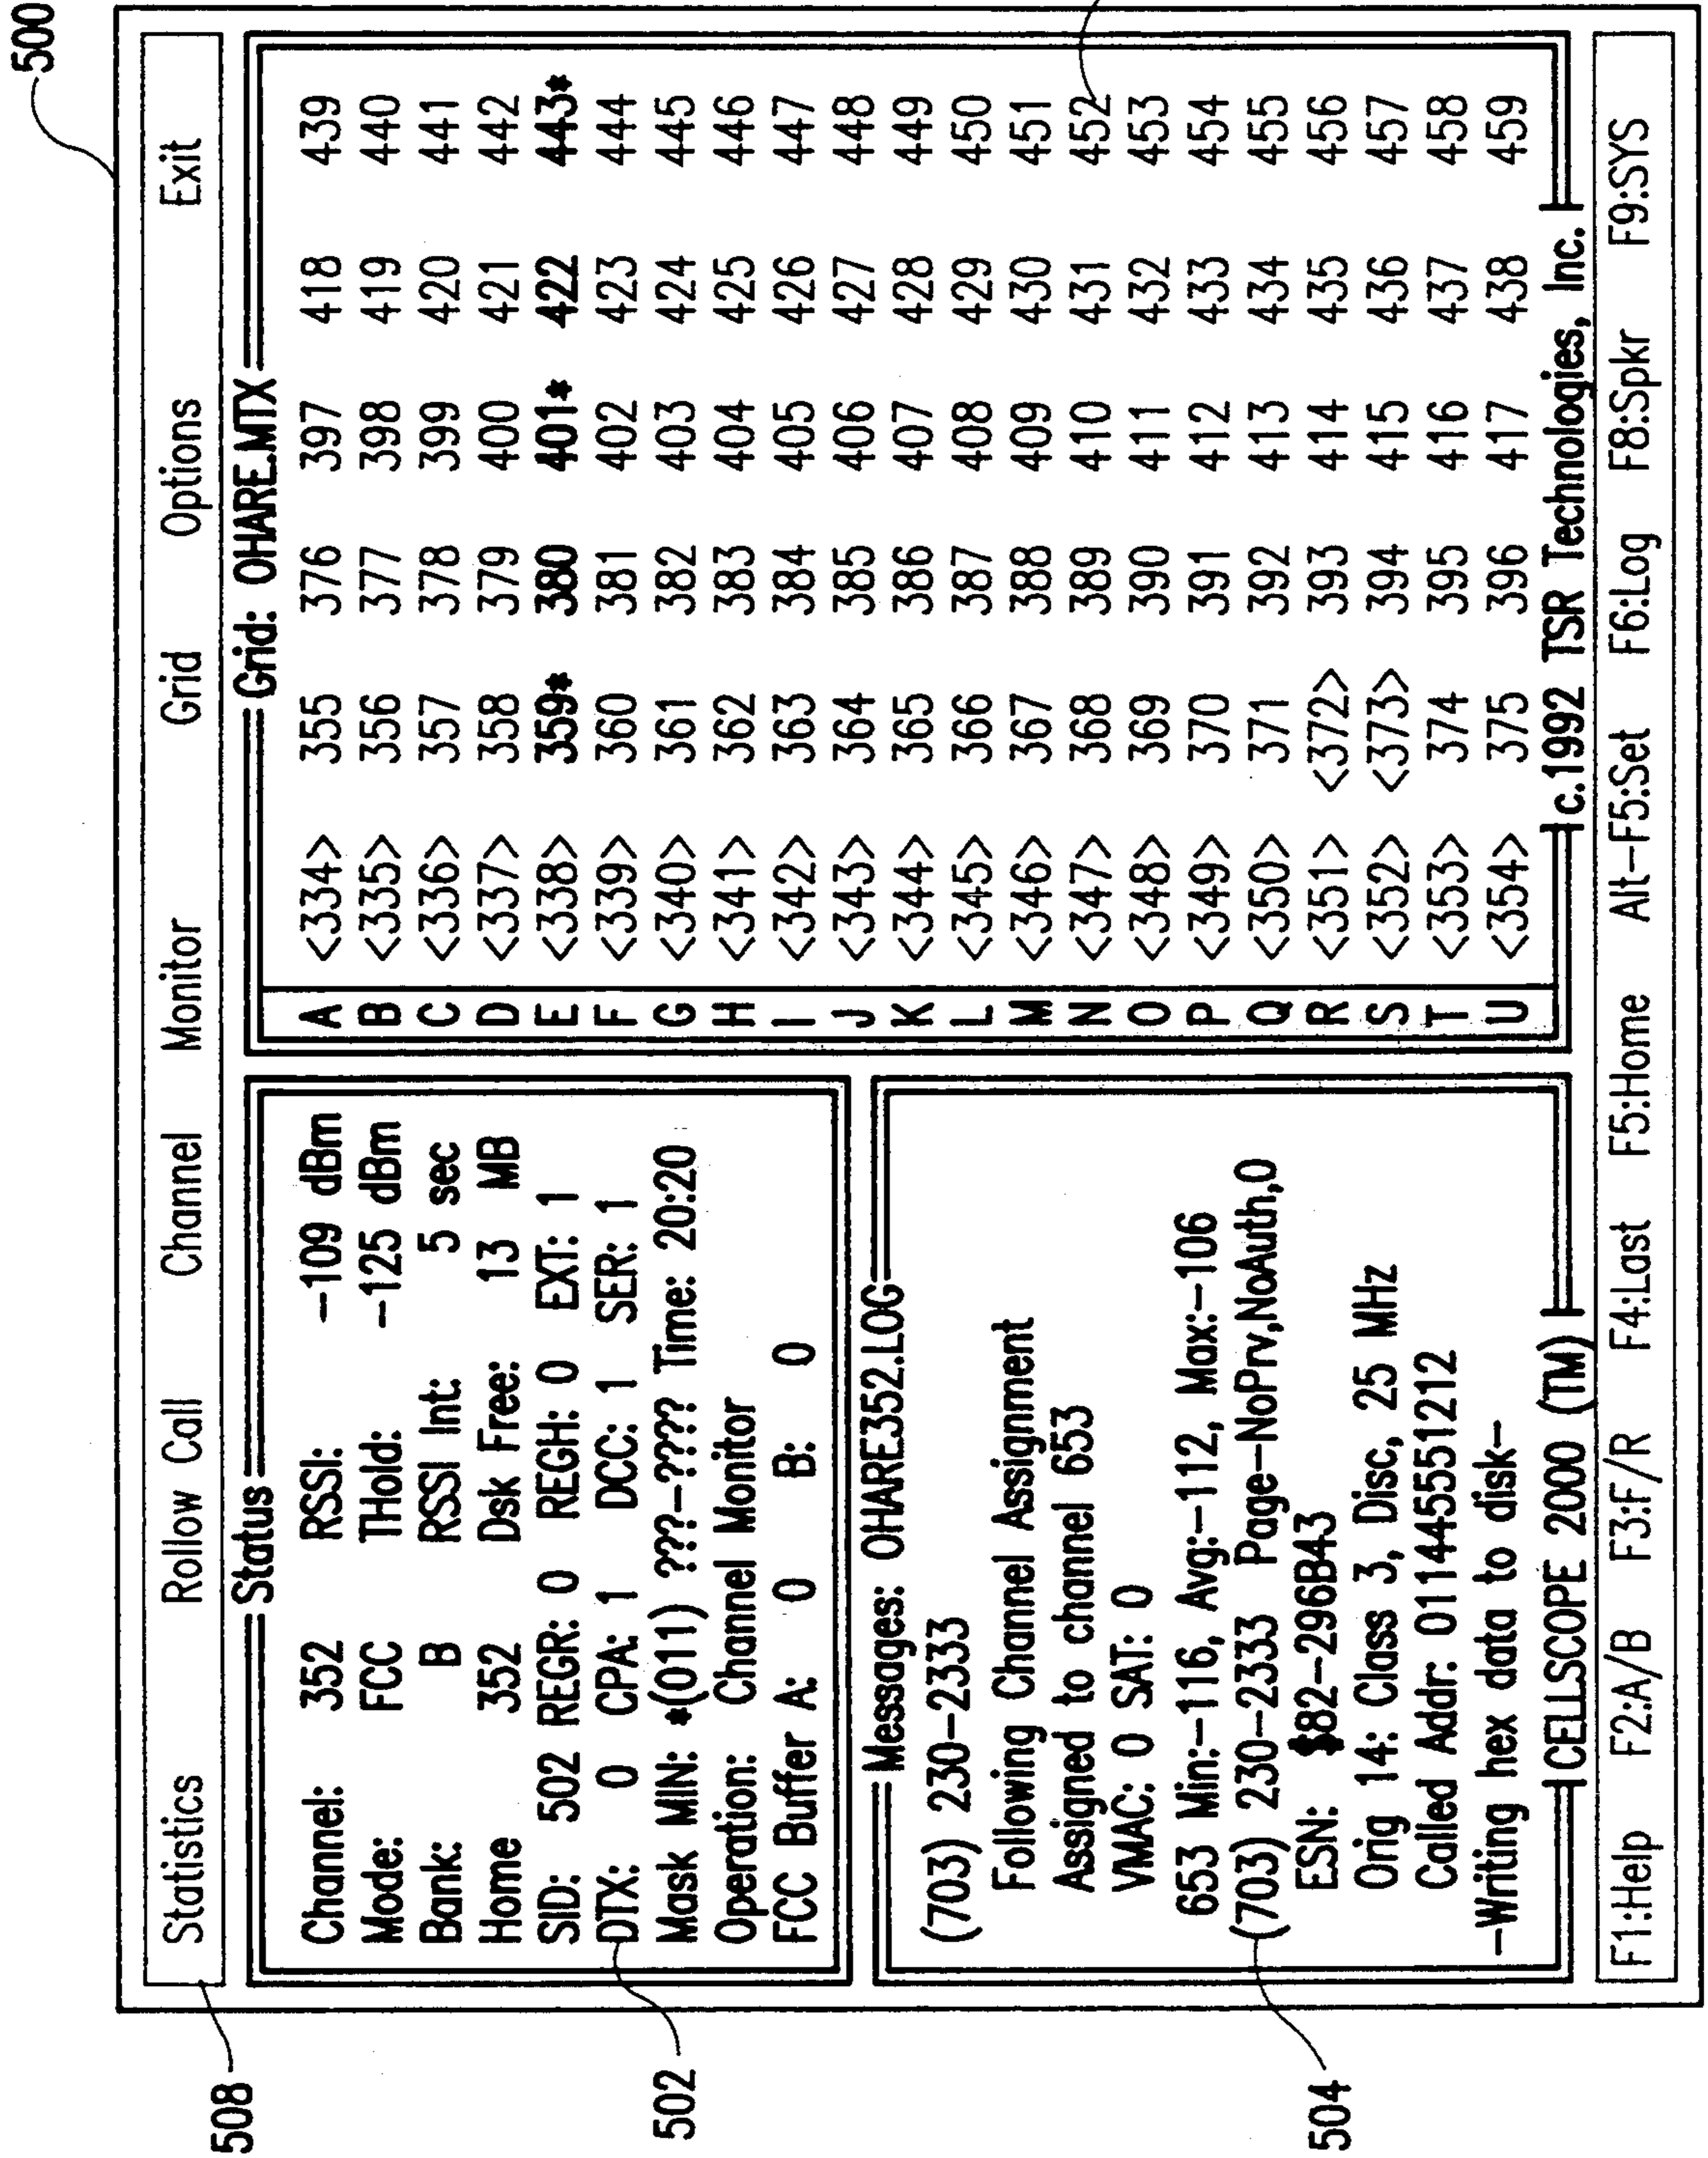 500
Statistics Rollow Call Channel Monitor Grid Options Exit
508
Status
Channel: 352 RSSI: -109 dBm
Mode: FCC THold: -125 dBm
Bank: B RSSI Int: 5 sec
Home 352 Dsk Free: 13 MB
SID: 502 REGR: 0 REGH: 0 EXT: 1
DTX: 0 CPA: 1 DCC: 1 SER: 1
Mask MIN: *(011) ???-???? Time: 20:20
Operation: Channel Monitor
FCC Buffer A: 0 B: 0
502
Messages: OHARE352.LOG
(703) 230-2333
Following Channel Assignment
Assigned to channel 653
VMAC: 0 SAT: 0
653 Min:-116, Avg:-112, Max:-106
(703) 230-2333 Page-NoPrv,NoAuth,0
ESN: $82-296B43
Orig 14: Class 3, Disc, 25 MHz
Called Addr: 011445551212
-Writing hex data to disk-
CELLSCOPE 2000 (TM)
504
Grid: OHARE.MTX
A <334> 355 376 397 418 439
B <335> 356 377 398 419 440
C <336> 357 378 399 420 441
D <337> 358 379 400 421 442
E <338> 359* 380 401* 422 443*
F <339> 360 381 402 423 444
G <340> 361 382 403 424 445
H <341> 362 383 404 425 446
I <342> 363 384 405 426 447
J <343> 364 385 406 427 448
K <344> 365 386 407 428 449
L <345> 366 387 408 429 450
M <346> 367 388 409 430 451
N <347> 368 389 410 431 452
O <348> 369 390 411 432 453
P <349> 370 391 412 433 454
Q <350> 371 392 413 434 455
R <351> <372> 393 414 435 456
S <352> <373> 394 415 436 457
T <353> 374 395 416 437 458
U <354> 375 396 417 438 459
c.1992 TSR Technologies, Inc.
F1:Help F2:A/B F3:F/R F4:Last F5:Home Alt-F5:Set F6:Log F8:Spkr F9:SYS